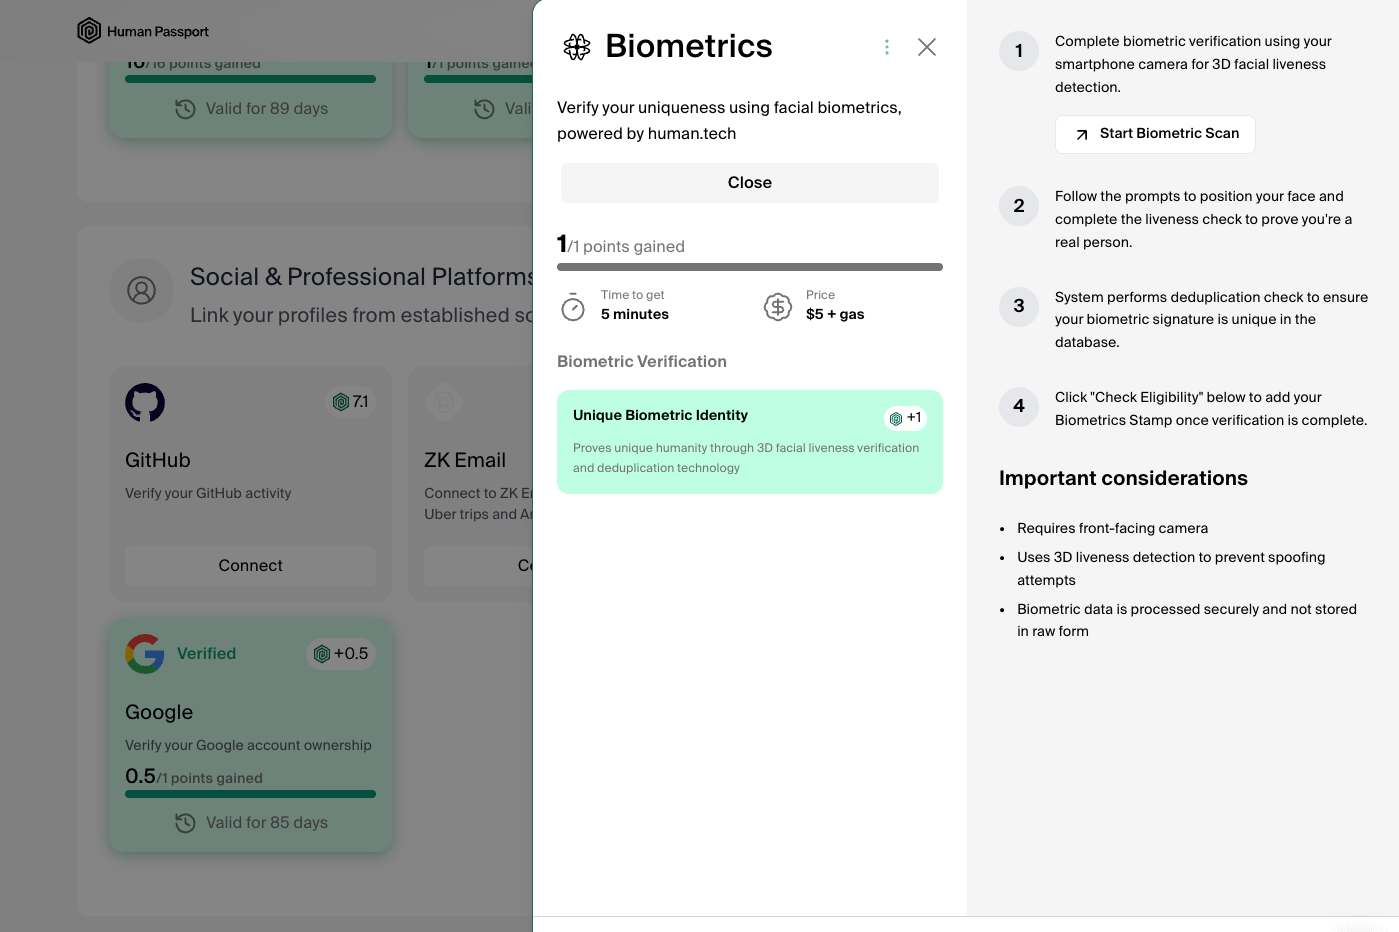 Human Passport
/16 points gained
Valid for 89 days
1/1 points gained
Social & Professional Platforms
Link your profiles from established
7.1
GitHub
Verify your GitHub activity
Connect
ZK Email
Connect to ZK
Uber trips and
Verified
+0.5
Google
Verify your Google account ownership
0.5/1 points gained
Valid for 85 days
Biometrics
Verify your uniqueness using facial biometrics,
powered by human.tech
Close
1/1 points gained
Time to get
5 minutes
Price
$5 + gas
Biometric Verification
Unique Biometric Identity
+1
Proves unique humanity through 3D facial liveness verification
and deduplication technology
1
Complete biometric verification using your
smartphone camera for 3D facial liveness
detection.
Start Biometric Scan
2
Follow the prompts to position your face and
complete the liveness check to prove you're a
real person.
3
System performs deduplication check to ensure
your biometric signature is unique in the
database.
4
Click "Check Eligibility" below to add your
Biometrics Stamp once verification is complete.
Important considerations
• Requires front-facing camera
• Uses 3D liveness detection to prevent spoofing
attempts
• Biometric data is processed securely and not stored
in raw form